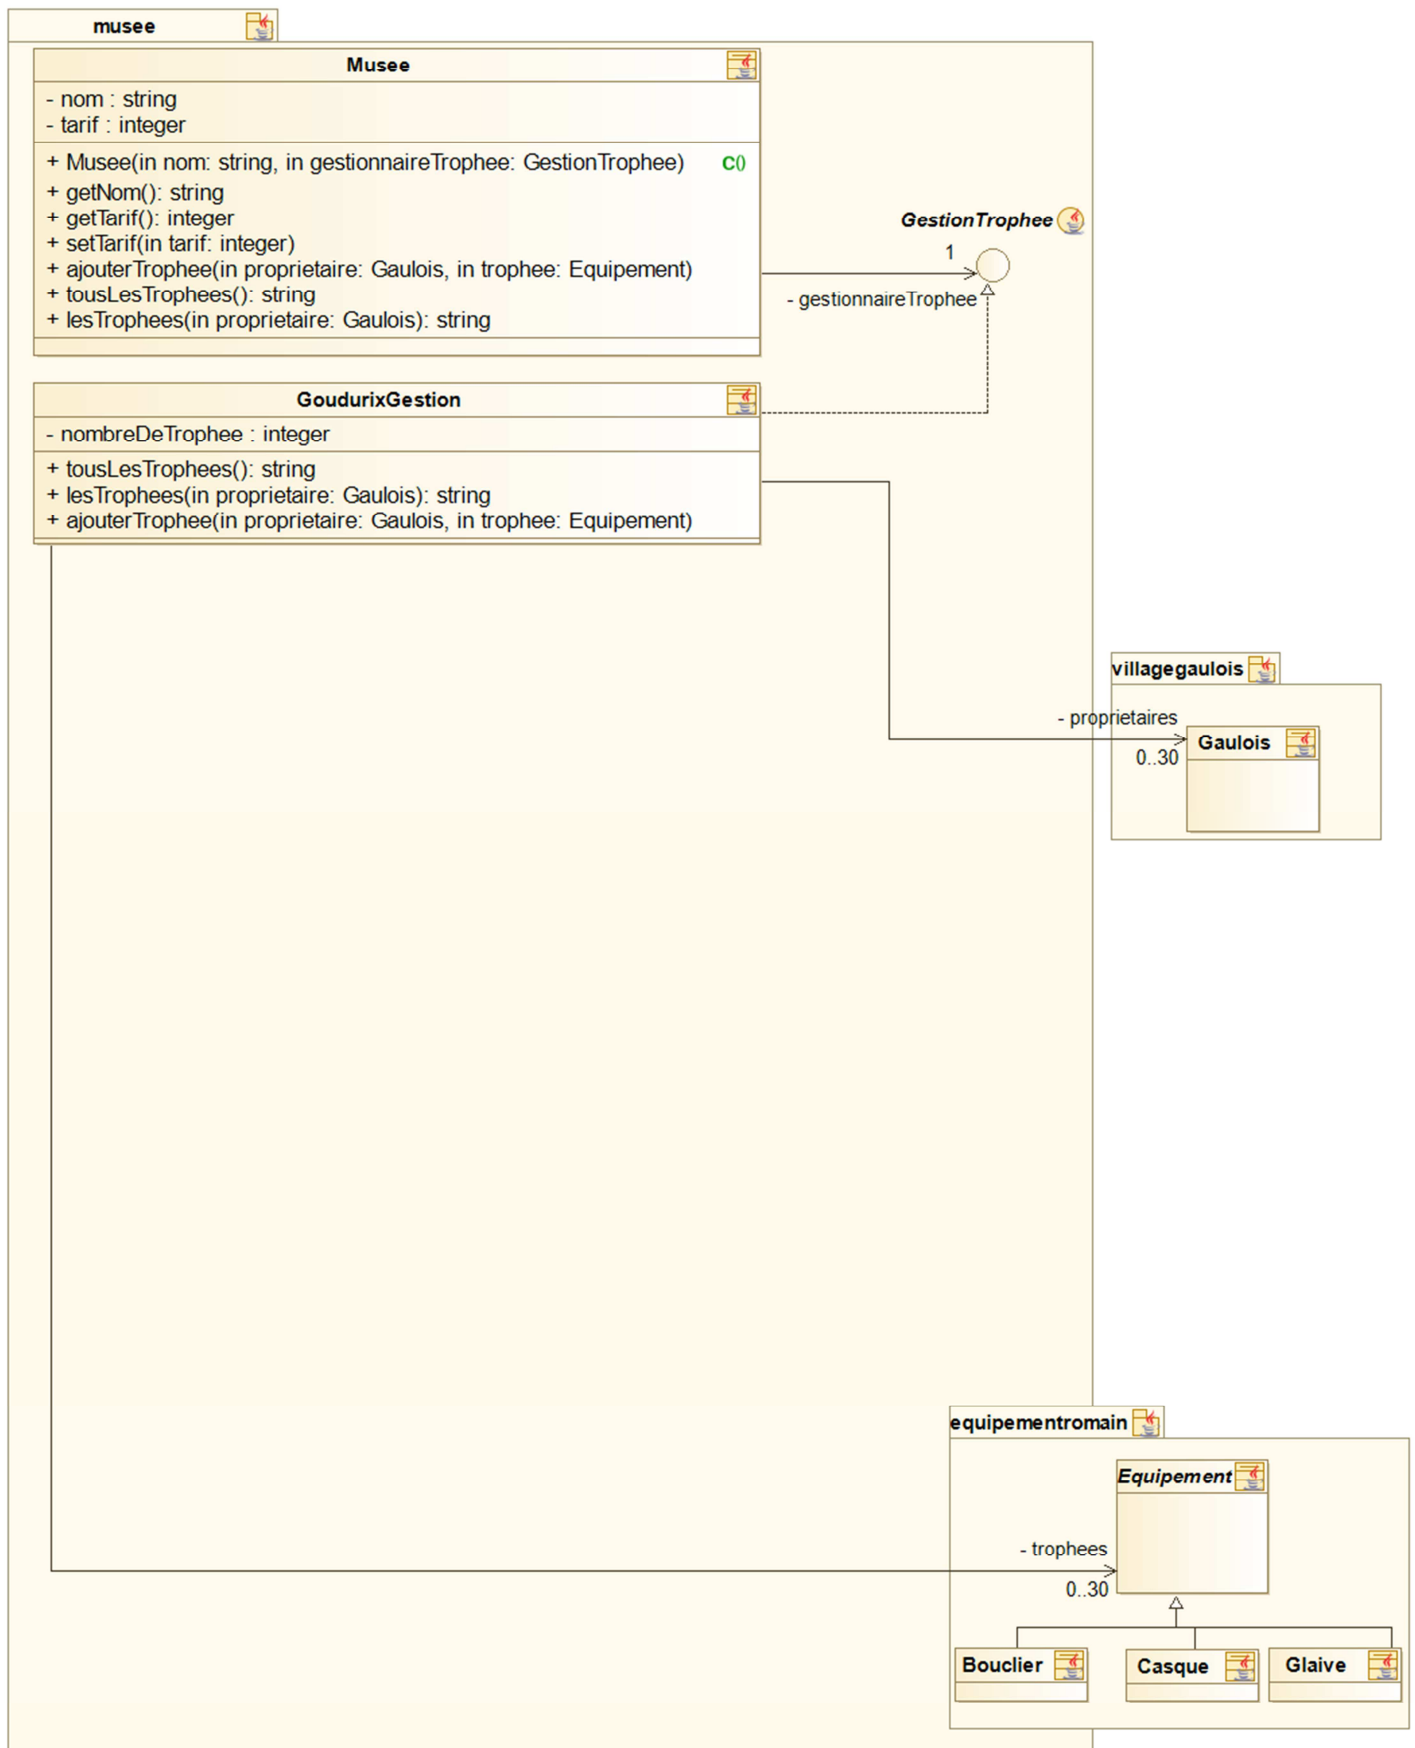 musee
Musee
- nom : string
- tarif : integer
+ Musee(in nom: string, in gestionnaireTrophee: GestionTrophee) C()
+ getNom(): string
+ getTarif(): integer
+ setTarif(in tarif: integer)
+ ajouterTrophee(in proprietaire: Gaulois, in trophee: Equipement)
+ tousLesTrophees(): string
+ lesTrophees(in proprietaire: Gaulois): string
GestionTrophee
1
- gestionnaireTrophee
GoudurixGestion
- nombreDeTrophee : integer
+ tousLesTrophees(): string
+ lesTrophees(in proprietaire: Gaulois): string
+ ajouterTrophee(in proprietaire: Gaulois, in trophee: Equipement)
villagegaulois
- proprietaires
0..30
Gaulois
equipementromain
Equipement
- trophees
0..30
Bouclier
Casque
Glaive